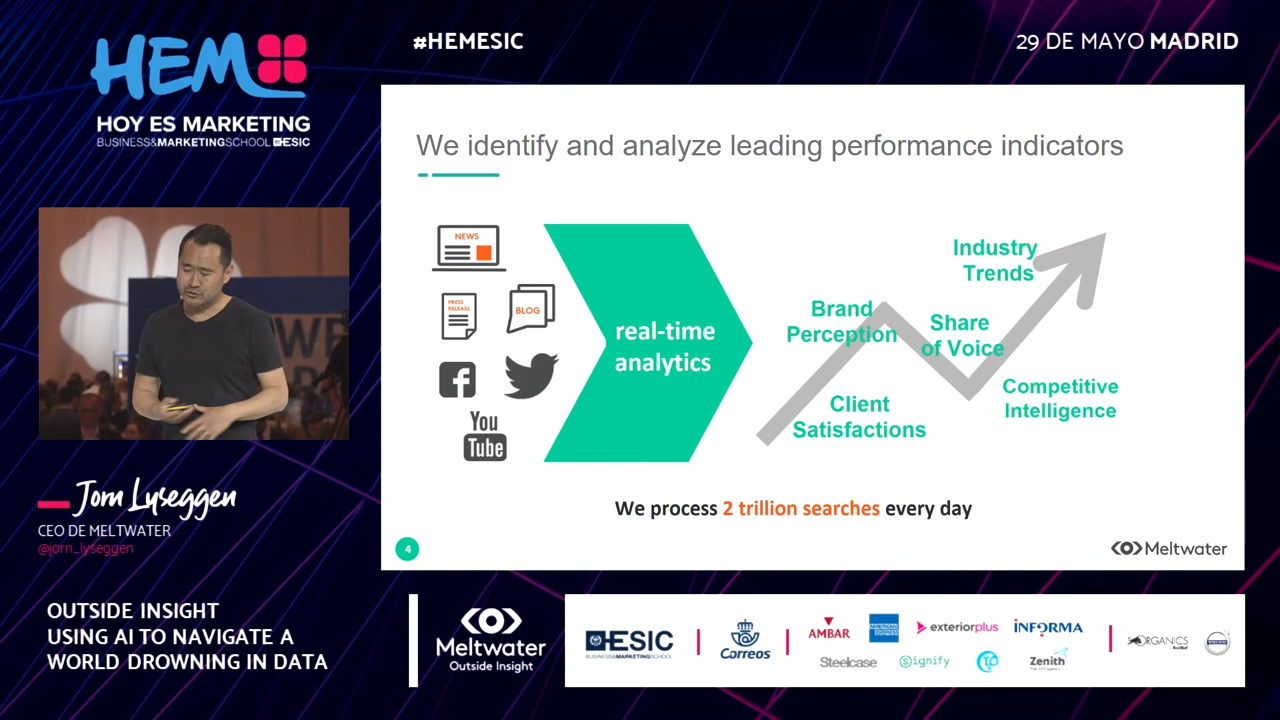 HEM
HOY ES MARKETING
BUSINESS&MARKETINGSCHOOL ESIC
#HEMESIC
29 DE MAYO MADRID
We identify and analyze leading performance indicators
NEWS
PRESS
RELEASE
BLOG
You
Tube
real-time
analytics
Industry
Trends
Brand
Perception
Share
of Voice
Client
Satisfactions
Competitive
Intelligence
We process 2 trillion searches every day
4
Meltwater
Jorn Lyseggen
CEO DE MELTWATER
@jorn_lyseggen
OUTSIDE INSIGHT
USING AI TO NAVIGATE A
WORLD DROWNING IN DATA
Meltwater
Outside Insight
ESIC
BUSINESS&MARKETINGSCHOOL
Correos
AMBAR
AMERICAN
EXPRESS
exteriorplus
INFORMA
Steelcase
Signify
Zenith
ORGANICS